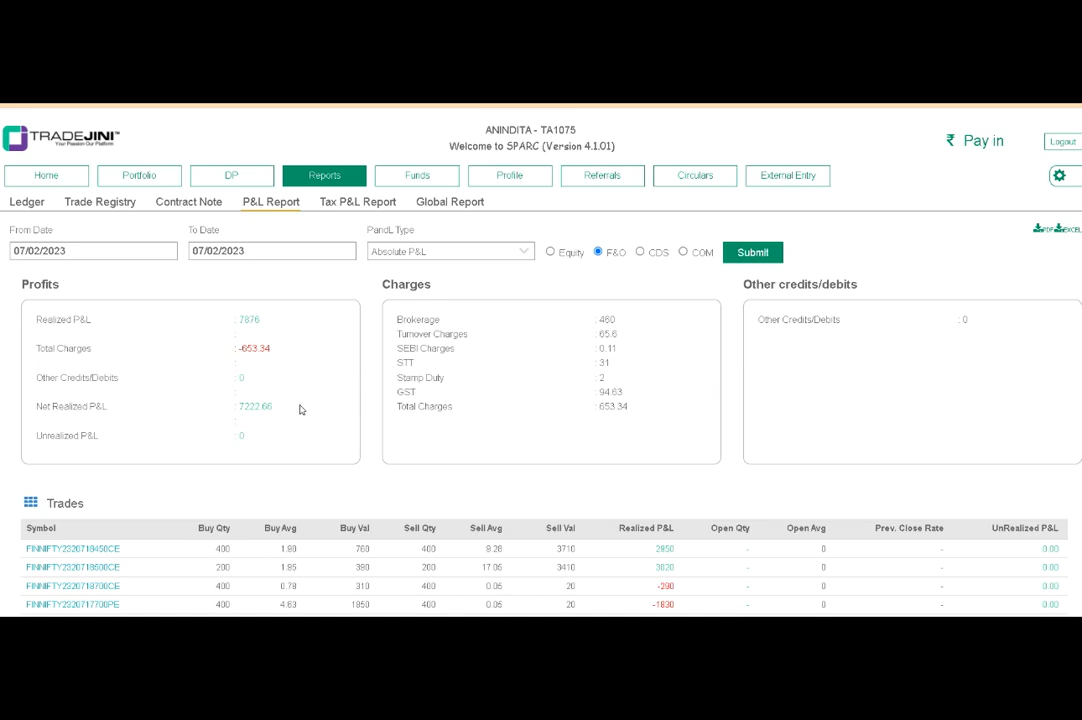 TRADEJINI™
Your Passion Our Platform
ANINDITA - TA1075
Welcome to SPARC (Version 4.1.01)
₹ Pay in
Logout
Home Portfolio DP Reports Funds Profile Referrals Circulars External Entry
Ledger Trade Registry Contract Note P&L Report Tax P&L Report Global Report
From Date To Date PandL Type PDF EXCEL
07/02/2023 07/02/2023 Absolute P&L Equity F&O CDS COM Submit
Profits Charges Other credits/debits
Realized P&L : 7876
:
Total Charges : -653.34
:
Other Credits/Debits : 0
:
Net Realized P&L : 7222.66
:
Unrealized P&L : 0
Brokerage : 460
Turnover Charges : 65.6
SEBI Charges : 0.11
STT : 31
Stamp Duty : 2
GST : 94.63
Total Charges : 653.34
Other Credits/Debits : 0
Trades
Symbol Buy Qty Buy Avg Buy Val Sell Qty Sell Avg Sell Val Realized P&L Open Qty Open Avg Prev. Close Rate UnRealized P&L
FINNIFTY2320718450CE 400 1.90 760 400 9.28 3710 2950 - 0 - 0.00
FINNIFTY2320718500CE 200 1.95 390 200 17.05 3410 3020 - 0 - 0.00
FINNIFTY2320718700CE 400 0.78 310 400 0.05 20 -290 - 0 - 0.00
FINNIFTY2320717700PE 400 4.63 1850 400 0.05 20 -1830 - 0 - 0.00